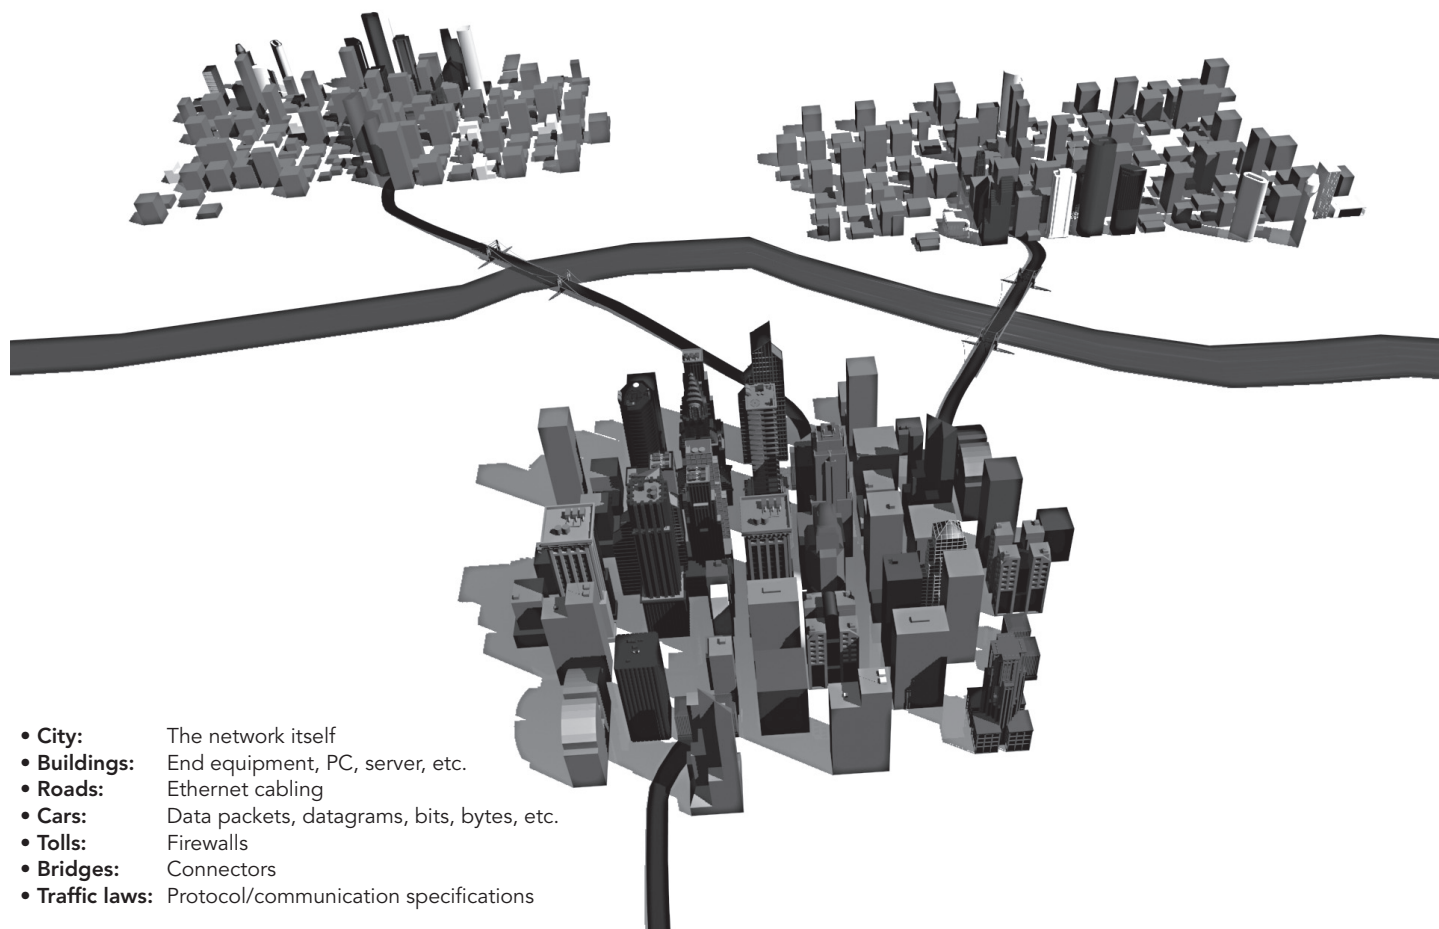 • City: The network itself
• Buildings: End equipment, PC, server, etc.
• Roads: Ethernet cabling
• Cars: Data packets, datagrams, bits, bytes, etc.
• Tolls: Firewalls
• Bridges: Connectors
• Traffic laws: Protocol/communication specifications